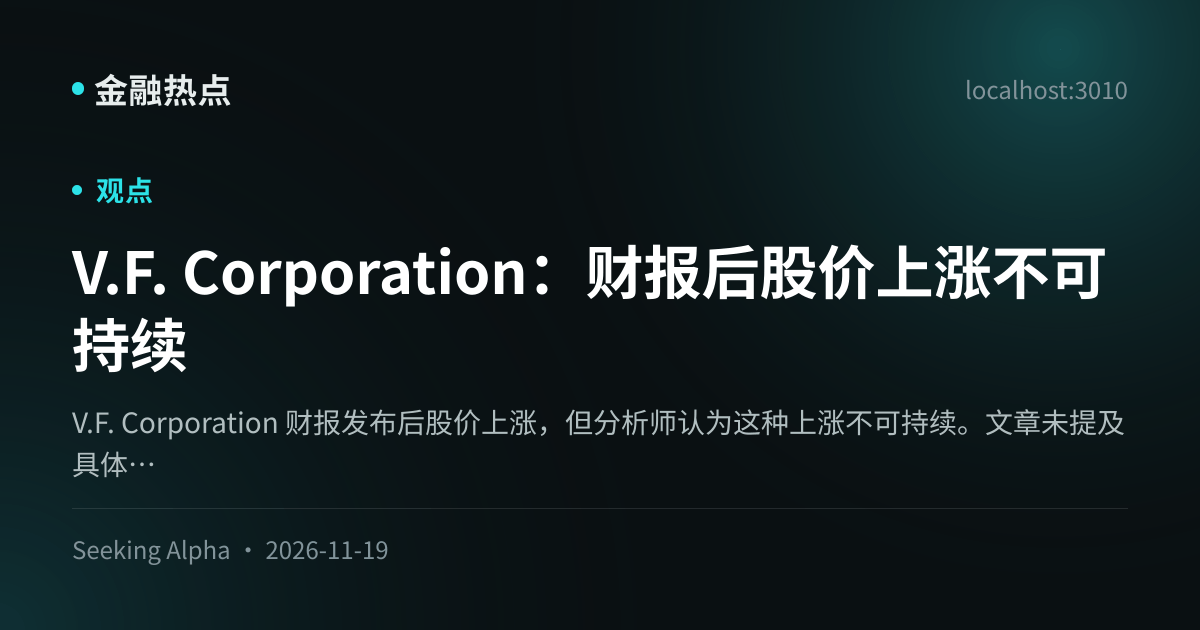 金融热点
localhost:3010
观点
V.F. Corporation：财报后股价上涨不可
持续
V.F. Corporation 财报发布后股价上涨，但分析师认为这种上涨不可持续。文章未提及
具体…
Seeking Alpha · 2026-11-19